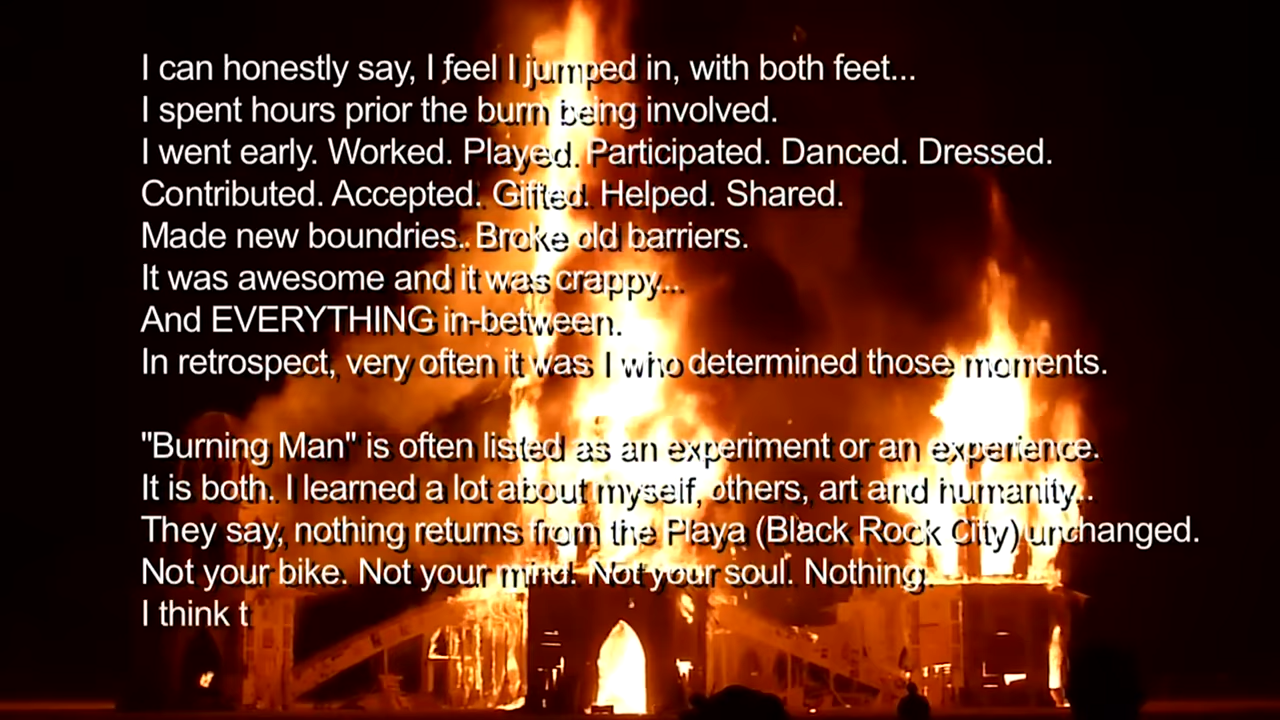 I can honestly say, I feel I jumped in, with both feet...
I spent hours prior the burn being involved.
I went early. Worked. Played. Participated. Danced. Dressed.
Contributed. Accepted. Gifted. Helped. Shared.
Made new boundries.. Broke old barriers.
It was awesome and it was crappy...
And EVERYTHING in-between.
In retrospect, very often it was I who determined those moments.
"Burning Man" is often listed as an experiment or an experience.
It is both. I learned a lot about myself, others, art and humanity..
They say, nothing returns from the Playa (Black Rock City) unchanged.
Not your bike. Not your mind. Not your soul. Nothing.
I think t